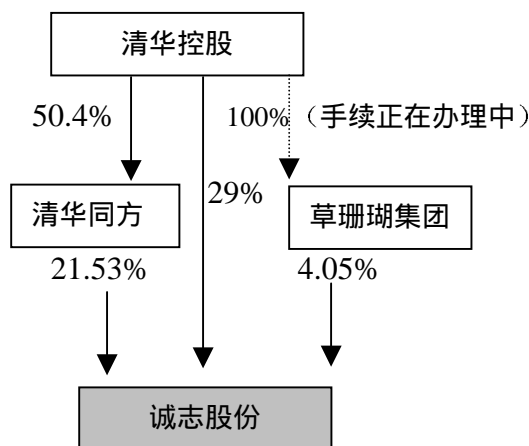 清华控股
50.4%
100%（手续正在办理中）
29%
清华同方
草珊瑚集团
21.53%
4.05%
诚志股份